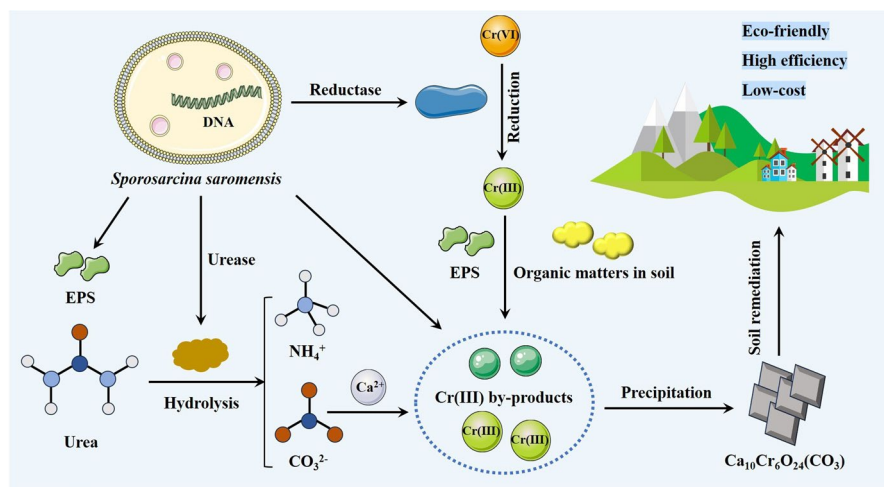 Cr(VI)
Eco-friendly
High efficiency
Low-cost
Reductase
Reduction
DNA
Sporosarcina saromensis
Cr(III)
EPS
Organic matters in soil
EPS
Urease
Soil remediation
NH₄⁺
Urea
Hydrolysis
Ca²⁺
CO₃²⁻
Cr(III) by-products
Cr(III)
Cr(III)
Precipitation
Ca₁₀Cr₆O₂₄(CO₃)